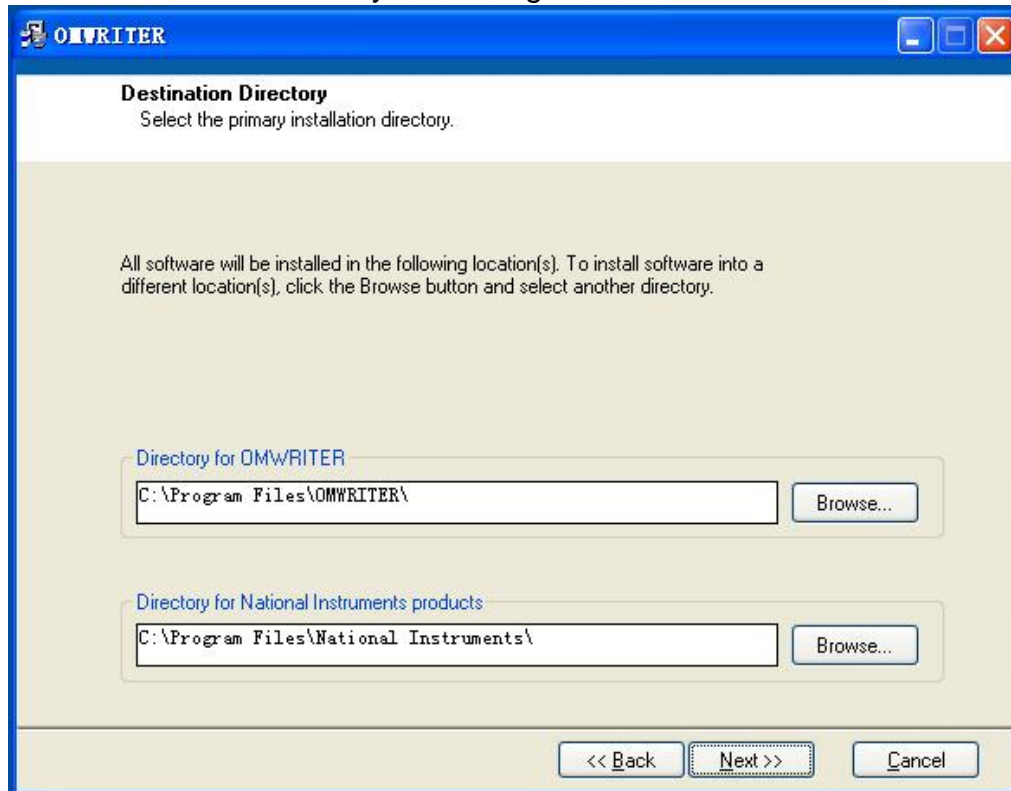 OMWRITER
Destination Directory
Select the primary installation directory.
All software will be installed in the following location(s). To install software into a
different location(s), click the Browse button and select another directory.
Directory for OMWRITER
C:\Program Files\OMWRITER\
Browse...
Directory for National Instruments products
C:\Program Files\National Instruments\
Browse...
<< Back
Next >>
Cancel